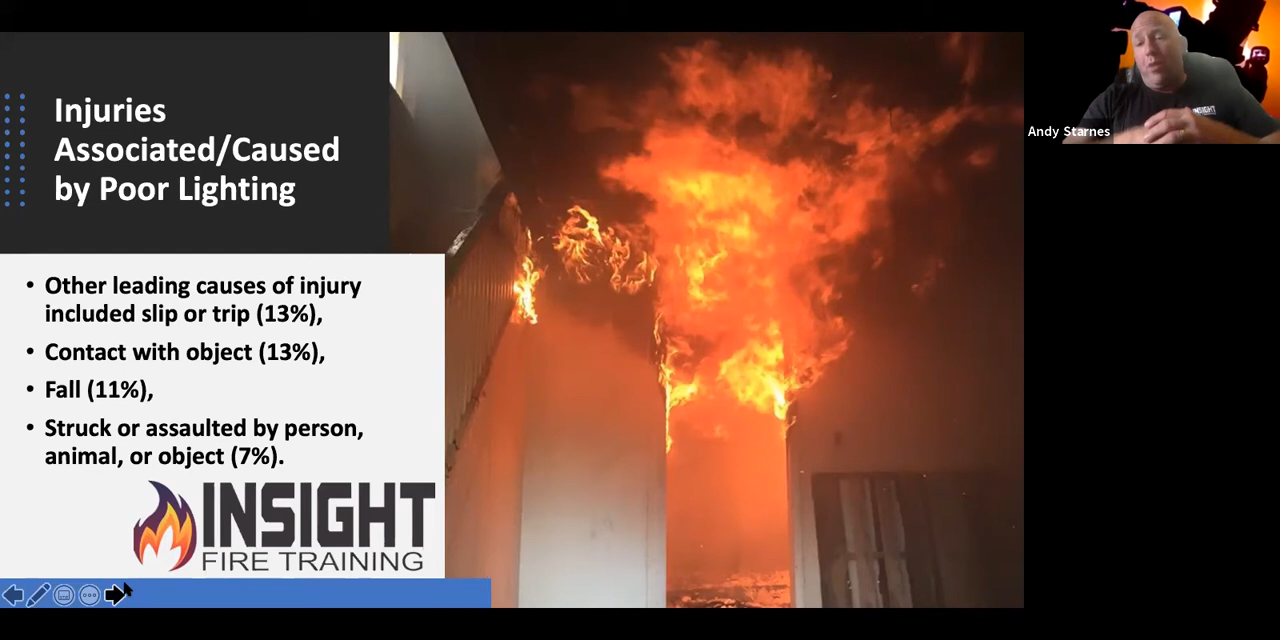 Injuries
Associated/Caused
by Poor Lighting
• Other leading causes of injury
included slip or trip (13%),
• Contact with object (13%),
• Fall (11%),
• Struck or assaulted by person,
animal, or object (7%).
INSIGHT
FIRE TRAINING
INSIGHT
Andy Starnes